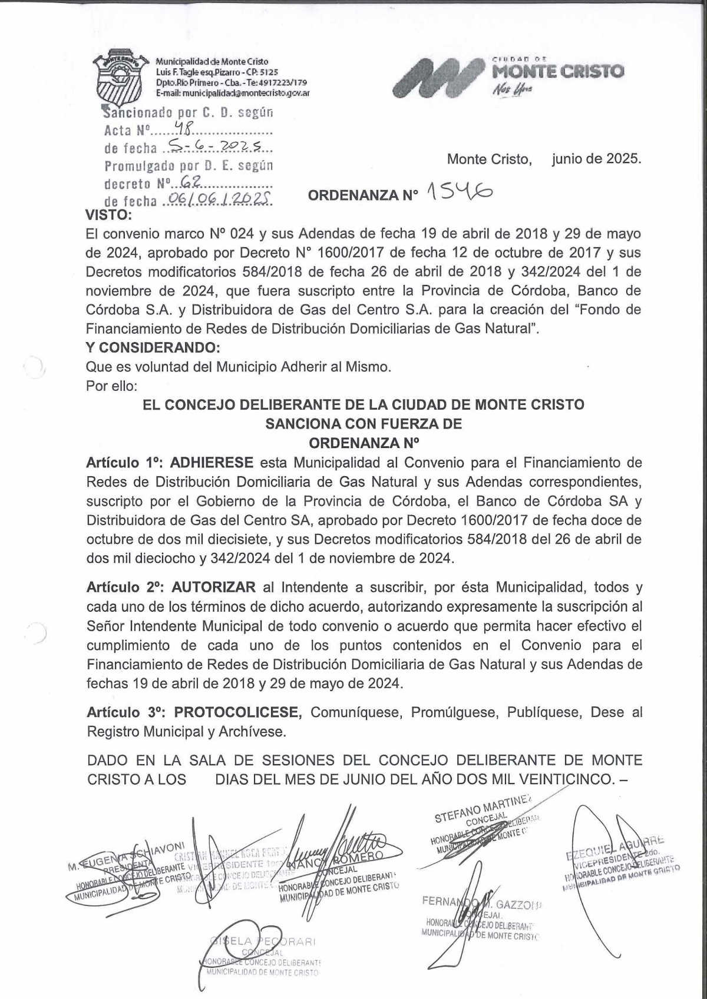 MONTE CRISTO
Municipalidad de Monte Cristo
Luis F. Tagle esq.Pizarro - CP: 5125
Dpto.Río Primero - Cba. - Te: 4917223/179
E-mail: municipalidad@montecristo.gov.ar
CIUDAD DE
MONTE CRISTO
Nos Une
Sancionado por C. D. según
Acta Nº......48....................
de fecha ..5-6-2025...
Promulgado por D. E. según
decreto Nº..62..................
de fecha ..06/06/2025.
Monte Cristo, junio de 2025.
ORDENANZA N° 1546
VISTO:
El convenio marco Nº 024 y sus Adendas de fecha 19 de abril de 2018 y 29 de mayo
de 2024, aprobado por Decreto N° 1600/2017 de fecha 12 de octubre de 2017 y sus
Decretos modificatorios 584/2018 de fecha 26 de abril de 2018 y 342/2024 del 1 de
noviembre de 2024, que fuera suscripto entre la Provincia de Córdoba, Banco de
Córdoba S.A. y Distribuidora de Gas del Centro S.A. para la creación del “Fondo de
Financiamiento de Redes de Distribución Domiciliarias de Gas Natural”.
Y CONSIDERANDO:
Que es voluntad del Municipio Adherir al Mismo.
Por ello:
EL CONCEJO DELIBERANTE DE LA CIUDAD DE MONTE CRISTO
SANCIONA CON FUERZA DE
ORDENANZA Nº
Artículo 1º: ADHIERESE esta Municipalidad al Convenio para el Financiamiento de
Redes de Distribución Domiciliaria de Gas Natural y sus Adendas correspondientes,
suscripto por el Gobierno de la Provincia de Córdoba, el Banco de Córdoba SA y
Distribuidora de Gas del Centro SA, aprobado por Decreto 1600/2017 de fecha doce de
octubre de dos mil diecisiete, y sus Decretos modificatorios 584/2018 del 26 de abril de
dos mil dieciocho y 342/2024 del 1 de noviembre de 2024.
Artículo 2º: AUTORIZAR al Intendente a suscribir, por ésta Municipalidad, todos y
cada uno de los términos de dicho acuerdo, autorizando expresamente la suscripción al
Señor Intendente Municipal de todo convenio o acuerdo que permita hacer efectivo el
cumplimiento de cada uno de los puntos contenidos en el Convenio para el
Financiamiento de Redes de Distribución Domiciliaria de Gas Natural y sus Adendas de
fechas 19 de abril de 2018 y 29 de mayo de 2024.
Artículo 3º: PROTOCOLICESE, Comuníquese, Promúlguese, Publíquese, Dese al
Registro Municipal y Archívese.
DADO EN LA SALA DE SESIONES DEL CONCEJO DELIBERANTE DE MONTE
CRISTO A LOS DIAS DEL MES DE JUNIO DEL AÑO DOS MIL VEINTICINCO. –
M. EUGENIA SCHIAVONI
PRESIDENTA
HONORABLE CONCEJO DELIBERANTE
MUNICIPALIDAD DE MONTE CRISTO
VICEPRESIDENTE 1ero
CONCEJO
DE MONTE
NANCY ROMERO
CONCEJAL
HONORABLE CONCEJO DELIBERANT
MUNICIPALIDAD DE MONTE CRISTO
STEFANO MARTINEZ
CONCEJAL
HONORABLE CONCEJO DELIBERAN
MUNICIPALIDAD DE MONTE C
EZEQUIEL AGUIRRE
VICEPRESIDENTE 2do.
HONORABLE CONCEJO DELIBERANTE
MUNICIPALIDAD DE MONTE CRISTO
FERNANDO M. GAZZONI
CONCEJAL
HONORABLE CONCEJO DELIBERANT
MUNICIPALIDAD DE MONTE CRISTO
GISELA PECORARI
CONCEJAL
HONORABLE CONCEJO DELIBERANTE
MUNICIPALIDAD DE MONTE CRISTO